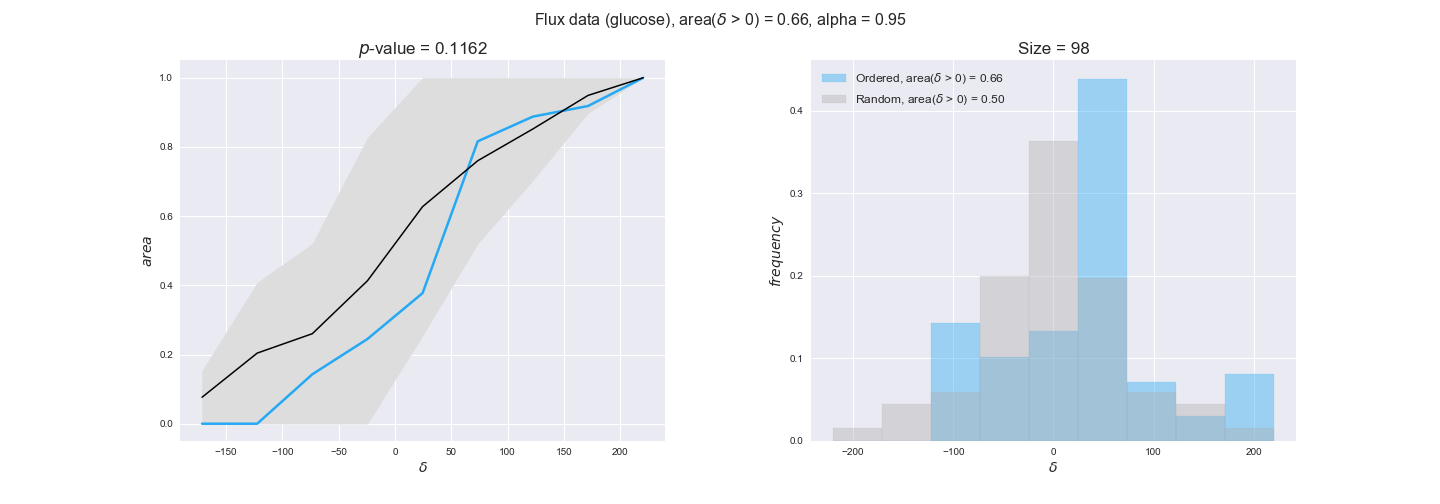 Flux data (glucose), area(δ > 0) = 0.66, alpha = 0.95
p-value = 0.1162
1.0
0.8
0.6
0.4
0.2
0.0
area
−150
−100
−50
0
50
100
150
200
δ
Size = 98
Ordered, area(δ > 0) = 0.66
Random, area(δ > 0) = 0.50
0.4
0.3
0.2
0.1
0.0
frequency
−200
−100
0
100
200
δ